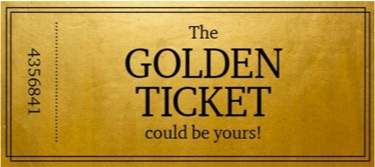 4356841
The
GOLDEN
TICKET
could be yours!